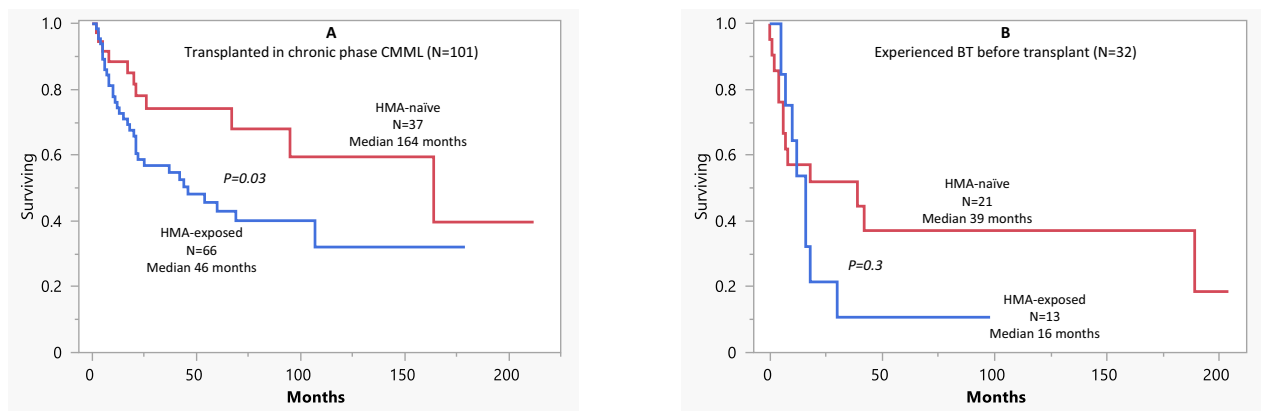 A
Transplanted in chronic phase CMML (N=101)
1.0
0.8
0.6
0.4
0.2
0
Surviving
HMA-naïve
N=37
Median 164 months
P=0.03
HMA-exposed
N=66
Median 46 months
0 50 100 150 200
Months
B
Experienced BT before transplant (N=32)
1.0
0.8
0.6
0.4
0.2
0
Surviving
HMA-naïve
N=21
Median 39 months
P=0.3
HMA-exposed
N=13
Median 16 months
0 50 100 150 200
Months